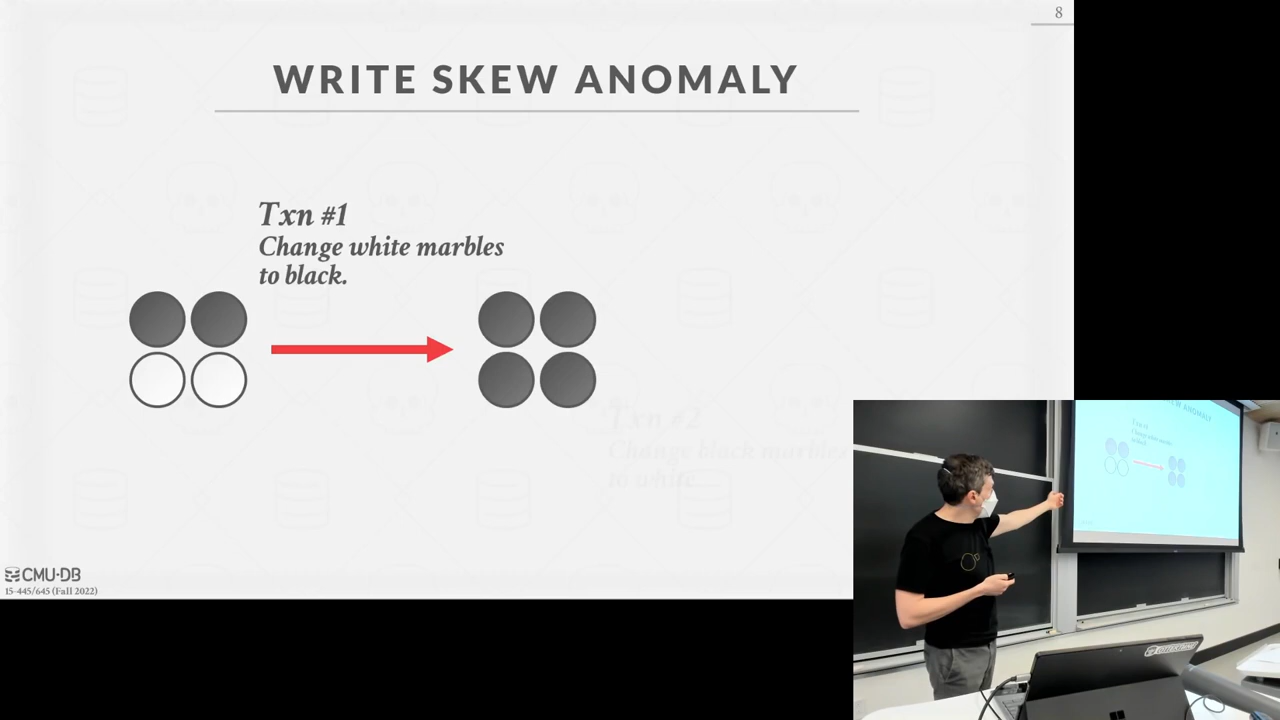 8
WRITE SKEW ANOMALY
Txn #1
Change white marbles
to black.
Txn #2
Change black marbles
to white.
CMU·DB
15-445/645 (Fall 2022)